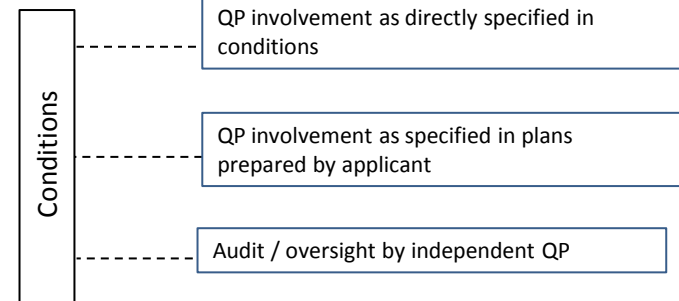 Conditions
QP involvement as directly specified in
conditions
QP involvement as specified in plans
prepared by applicant
Audit / oversight by independent QP